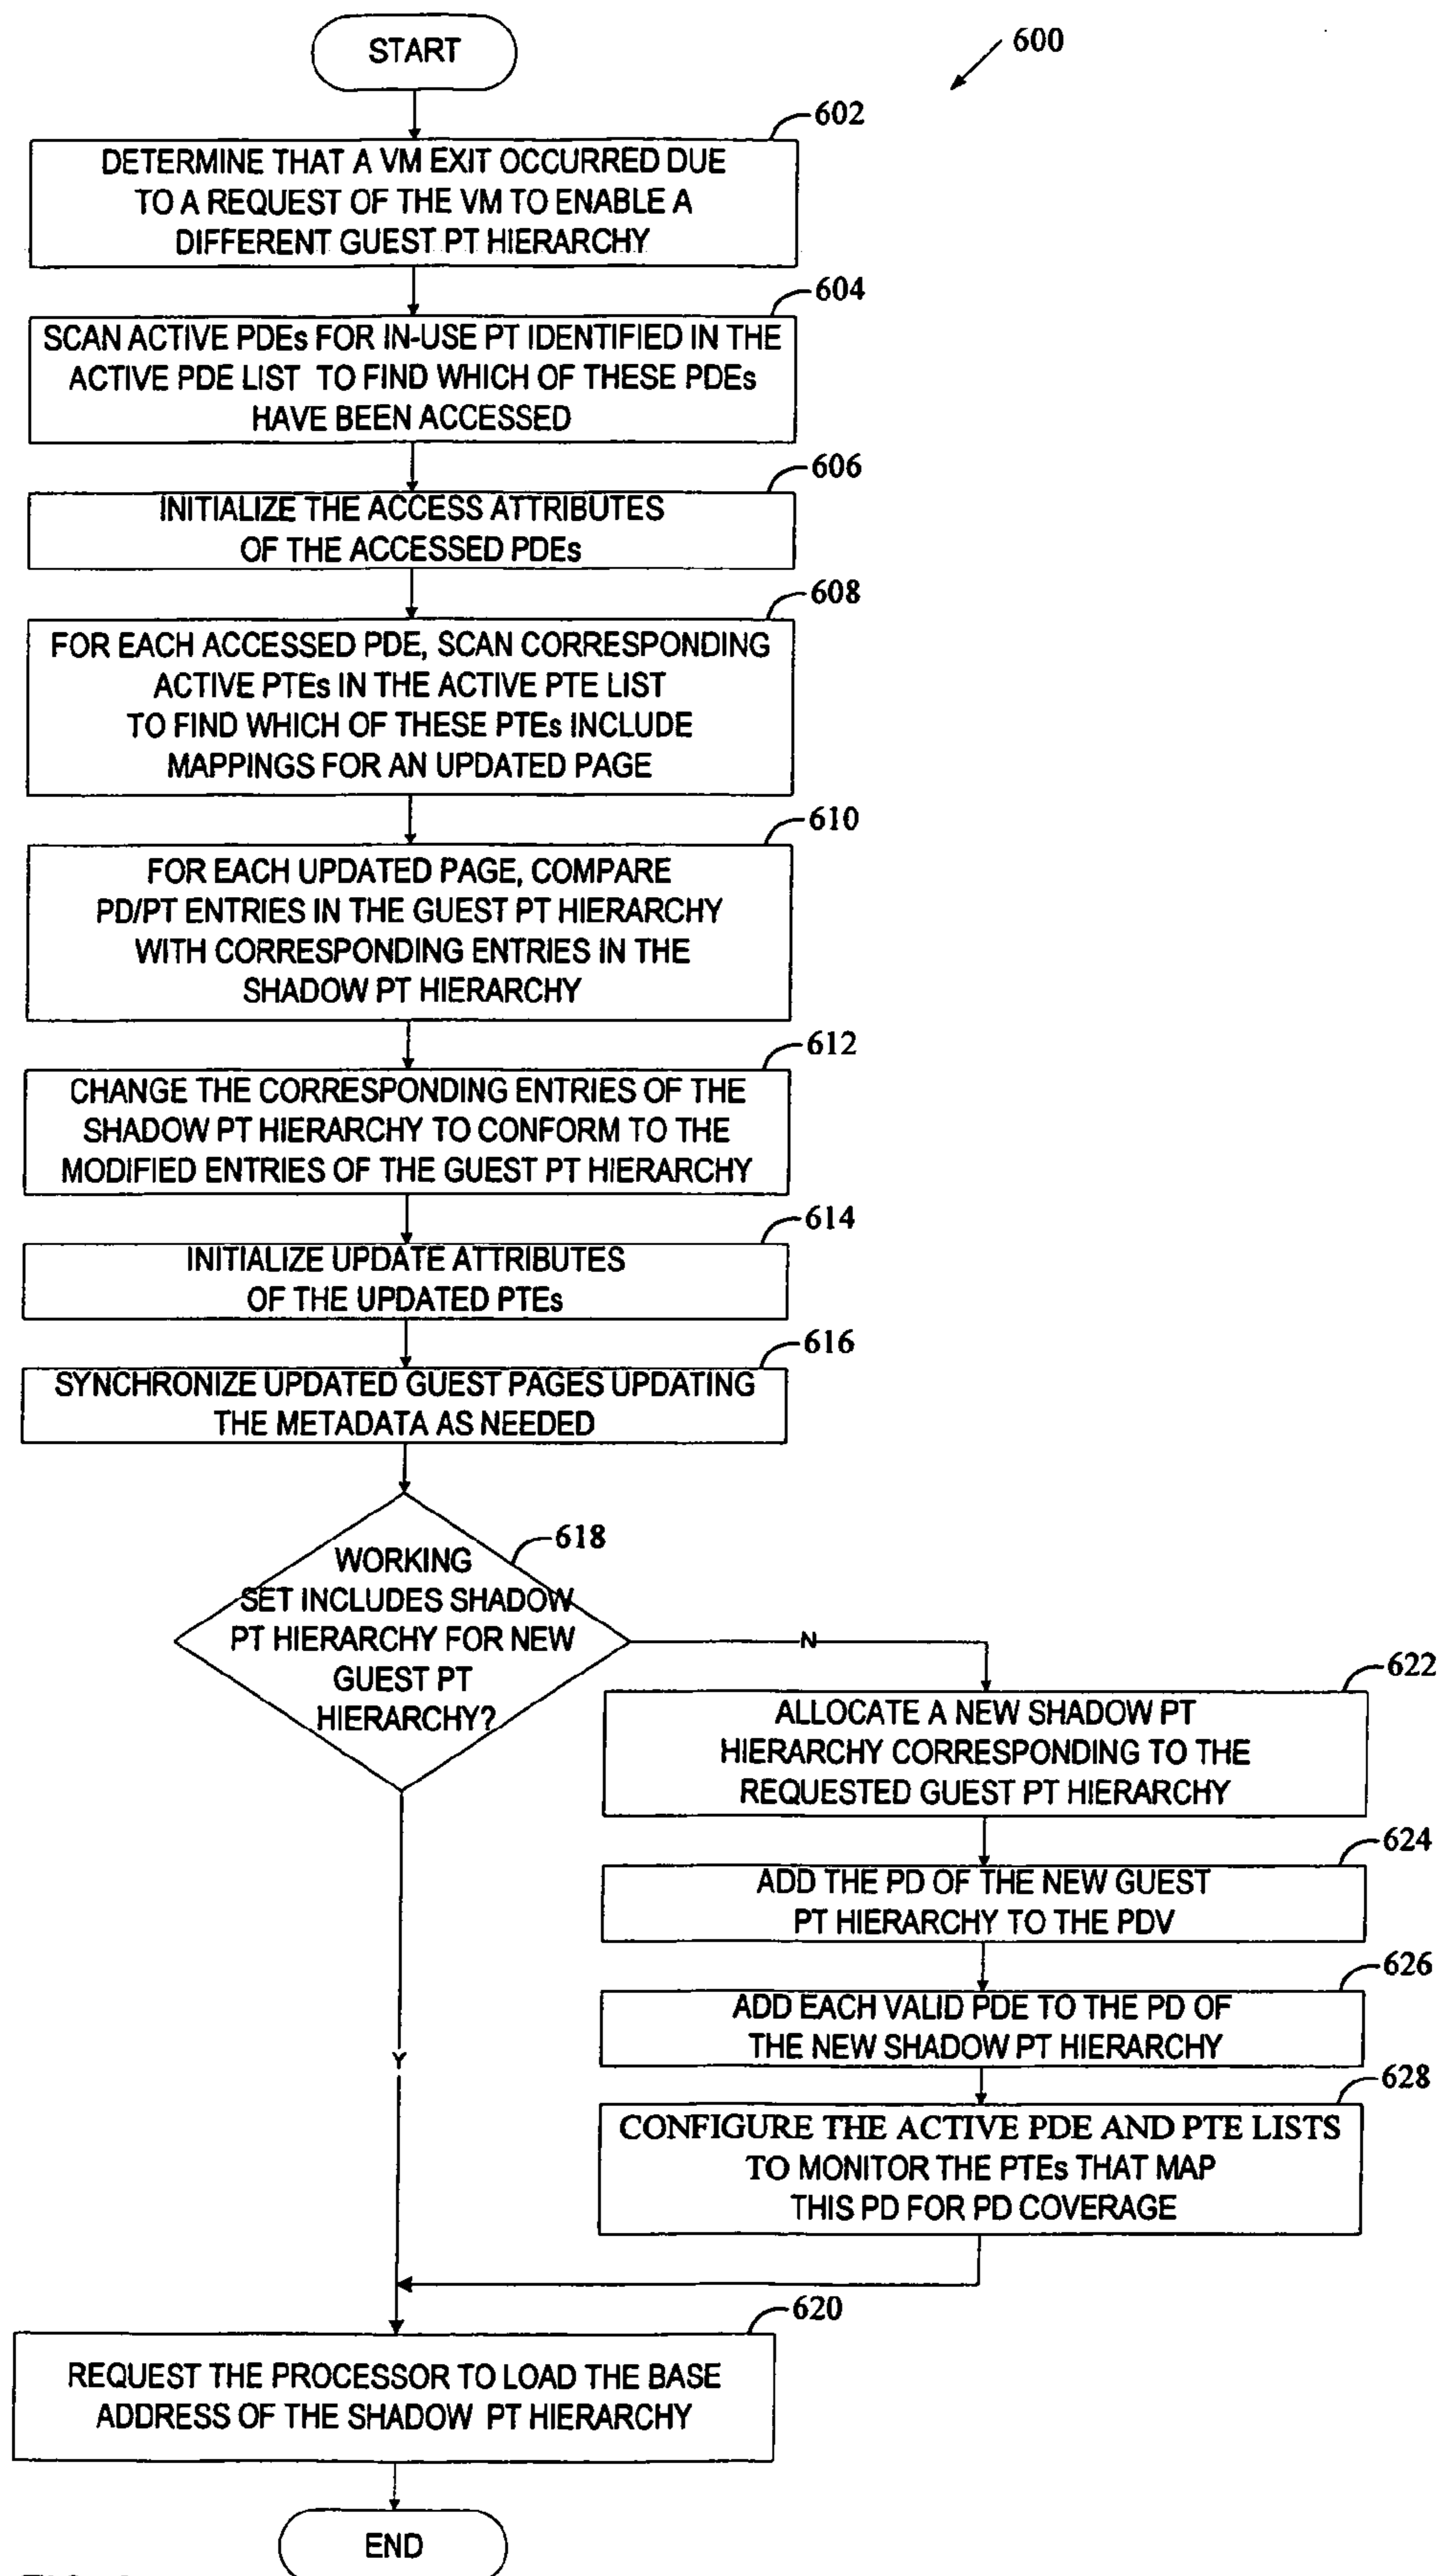 START
600
602
DETERMINE THAT A VM EXIT OCCURRED DUE
TO A REQUEST OF THE VM TO ENABLE A
DIFFERENT GUEST PT HIERARCHY
604
SCAN ACTIVE PDEs FOR IN-USE PT IDENTIFIED IN THE
ACTIVE PDE LIST TO FIND WHICH OF THESE PDEs
HAVE BEEN ACCESSED
606
INITIALIZE THE ACCESS ATTRIBUTES
OF THE ACCESSED PDEs
608
FOR EACH ACCESSED PDE, SCAN CORRESPONDING
ACTIVE PTEs IN THE ACTIVE PTE LIST
TO FIND WHICH OF THESE PTEs INCLUDE
MAPPINGS FOR AN UPDATED PAGE
610
FOR EACH UPDATED PAGE, COMPARE
PD/PT ENTRIES IN THE GUEST PT HIERARCHY
WITH CORRESPONDING ENTRIES IN THE
SHADOW PT HIERARCHY
612
CHANGE THE CORRESPONDING ENTRIES OF THE
SHADOW PT HIERARCHY TO CONFORM TO THE
MODIFIED ENTRIES OF THE GUEST PT HIERARCHY
614
INITIALIZE UPDATE ATTRIBUTES
OF THE UPDATED PTEs
616
SYNCHRONIZE UPDATED GUEST PAGES UPDATING
THE METADATA AS NEEDED
618
WORKING
SET INCLUDES SHADOW
PT HIERARCHY FOR NEW
GUEST PT
HIERARCHY?
N
622
ALLOCATE A NEW SHADOW PT
HIERARCHY CORRESPONDING TO THE
REQUESTED GUEST PT HIERARCHY
624
ADD THE PD OF THE NEW GUEST
PT HIERARCHY TO THE PDV
626
ADD EACH VALID PDE TO THE PD OF
THE NEW SHADOW PT HIERARCHY
Y
628
CONFIGURE THE ACTIVE PDE AND PTE LISTS
TO MONITOR THE PTEs THAT MAP
THIS PD FOR PD COVERAGE
620
REQUEST THE PROCESSOR TO LOAD THE BASE
ADDRESS OF THE SHADOW PT HIERARCHY
END